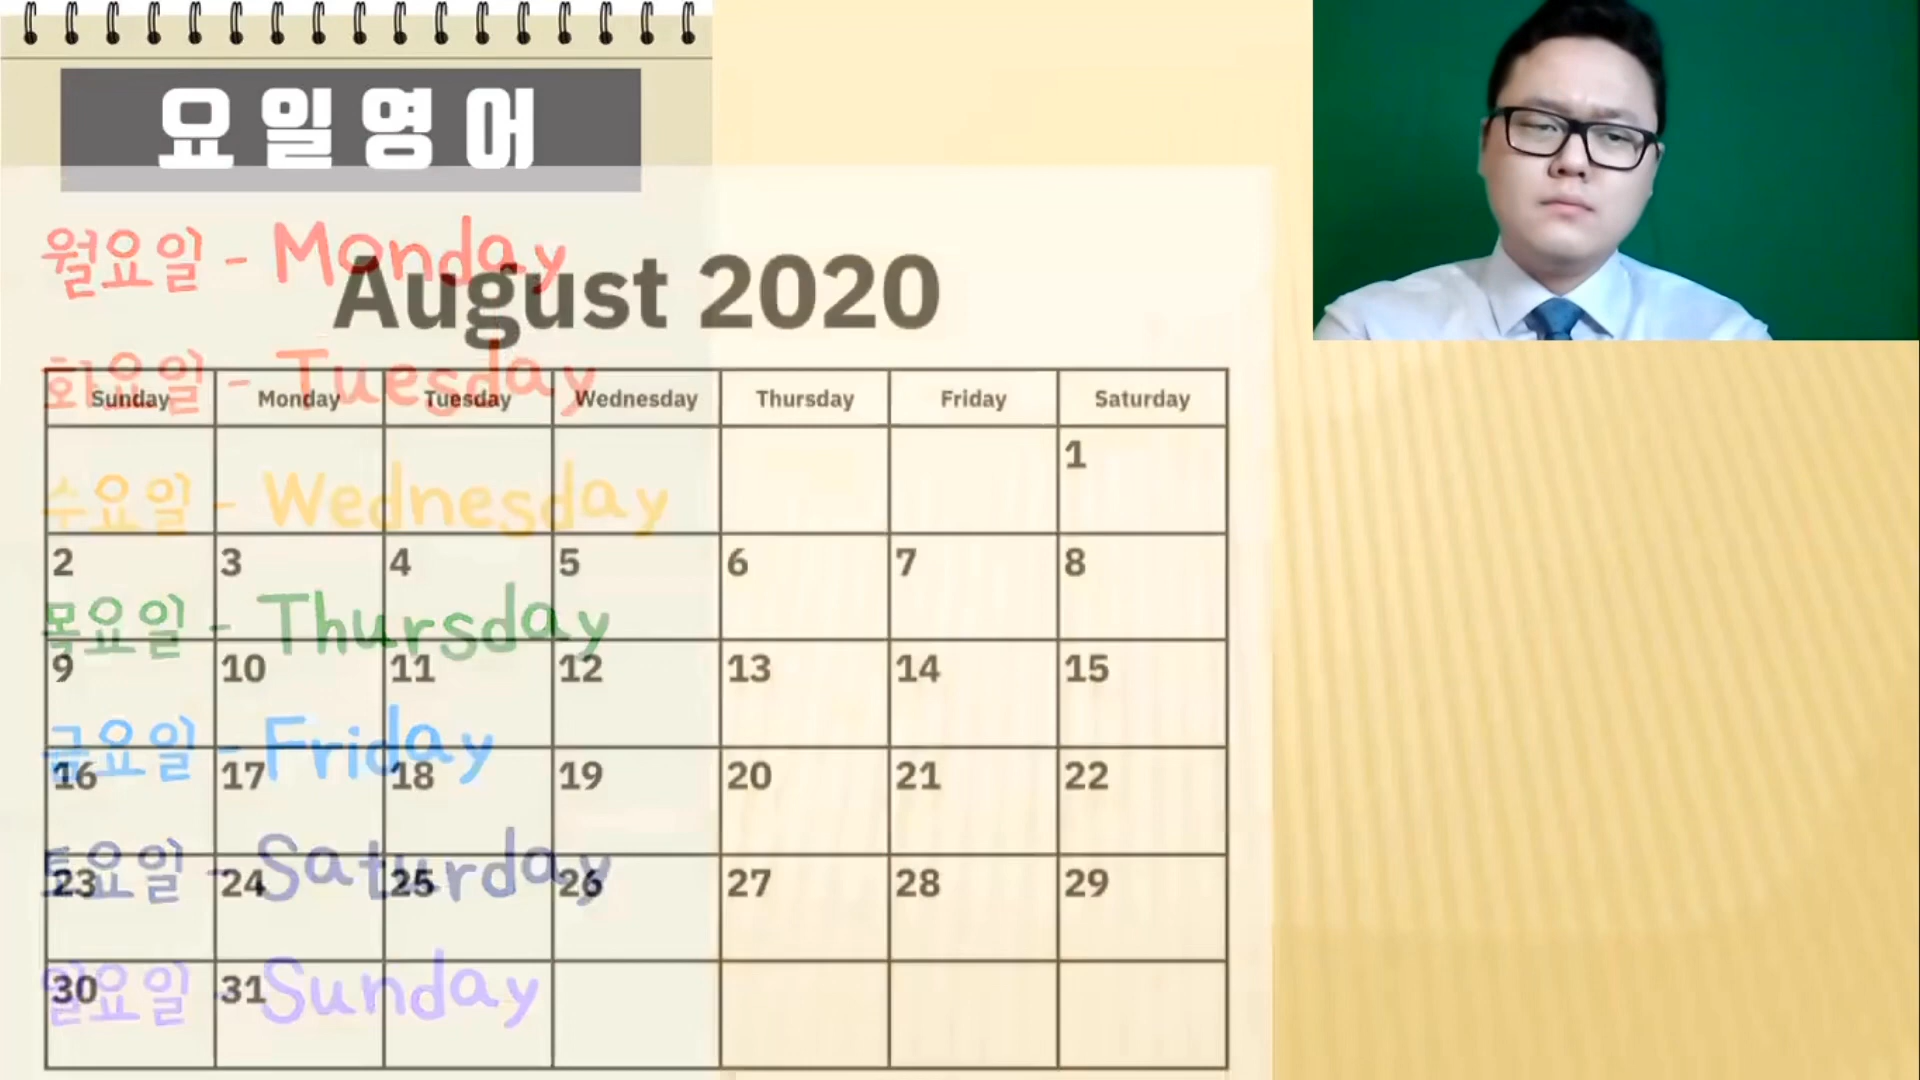 요일영어
월요일 - Monday
August 2020
화요일 - Tuesday
Sunday Monday Tuesday Wednesday Thursday Friday Saturday
1
수요일 - Wednesday
2 3 4 5 6 7 8
목요일 - Thursday
9 10 11 12 13 14 15
금요일 - Friday
16 17 18 19 20 21 22
토요일 - Saturday
23 24 25 26 27 28 29
일요일 - Sunday
30 31